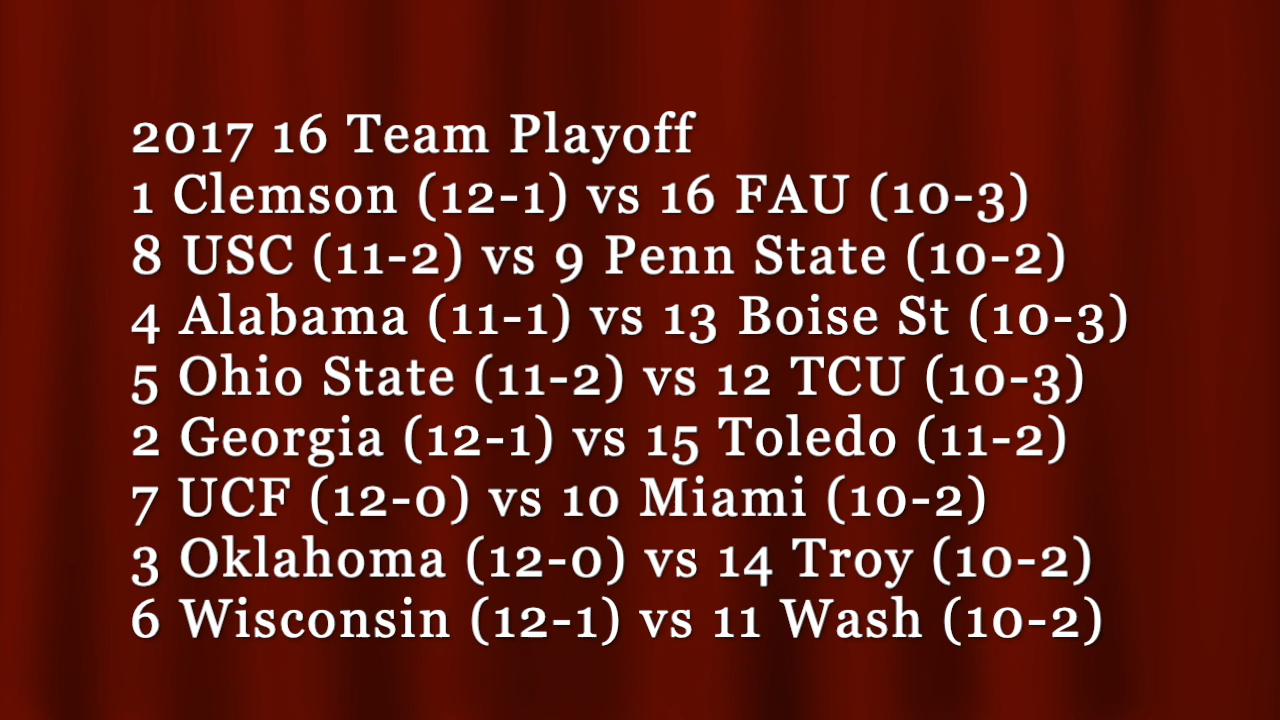 2017 16 Team Playoff
1 Clemson (12-1) vs 16 FAU (10-3)
8 USC (11-2) vs 9 Penn State (10-2)
4 Alabama (11-1) vs 13 Boise St (10-3)
5 Ohio State (11-2) vs 12 TCU (10-3)
2 Georgia (12-1) vs 15 Toledo (11-2)
7 UCF (12-0) vs 10 Miami (10-2)
3 Oklahoma (12-0) vs 14 Troy (10-2)
6 Wisconsin (12-1) vs 11 Wash (10-2)